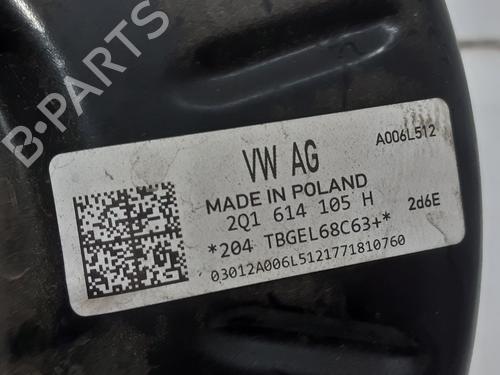 B-PARTS
A006L512
VW AG
MADE IN POLAND
2Q1 614 105 H
2d6E
*204 TBGEL68C63+*
03012A006L5121771810760